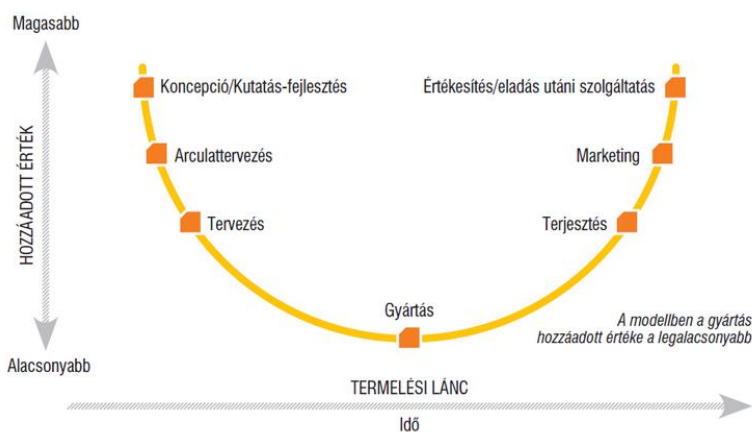 Magasabb
HOZZÁADOTT ÉRTÉK
Alacsonyabb
Koncepció/Kutatás-fejlesztés
Arculattervezés
Tervezés
Gyártás
Értékesítés/eladás utáni szolgáltatás
Marketing
Terjesztés
A modellben a gyártás
hozzáadott értéke a legalacsonyabb
TERMELÉSI LÁNC
Idő